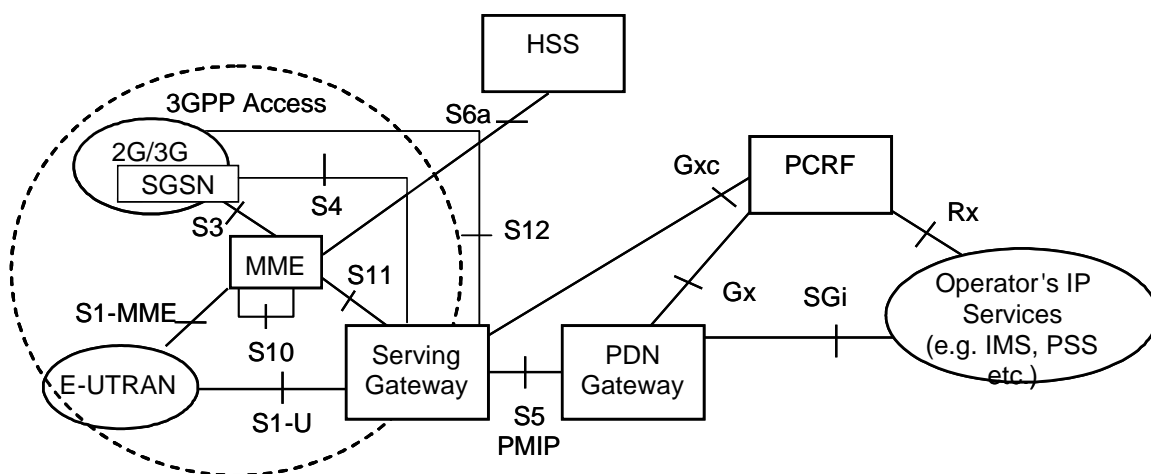 HSS
3GPP Access
S6a
2G/3G
SGSN
S4
S3
S12
Gxc
PCRF
Rx
MME
S11
S1-MME
S10
Gx
SGi
Operator's IP
Services
(e.g. IMS, PSS
etc.)
E-UTRAN
S1-U
Serving
Gateway
S5
PMIP
PDN
Gateway